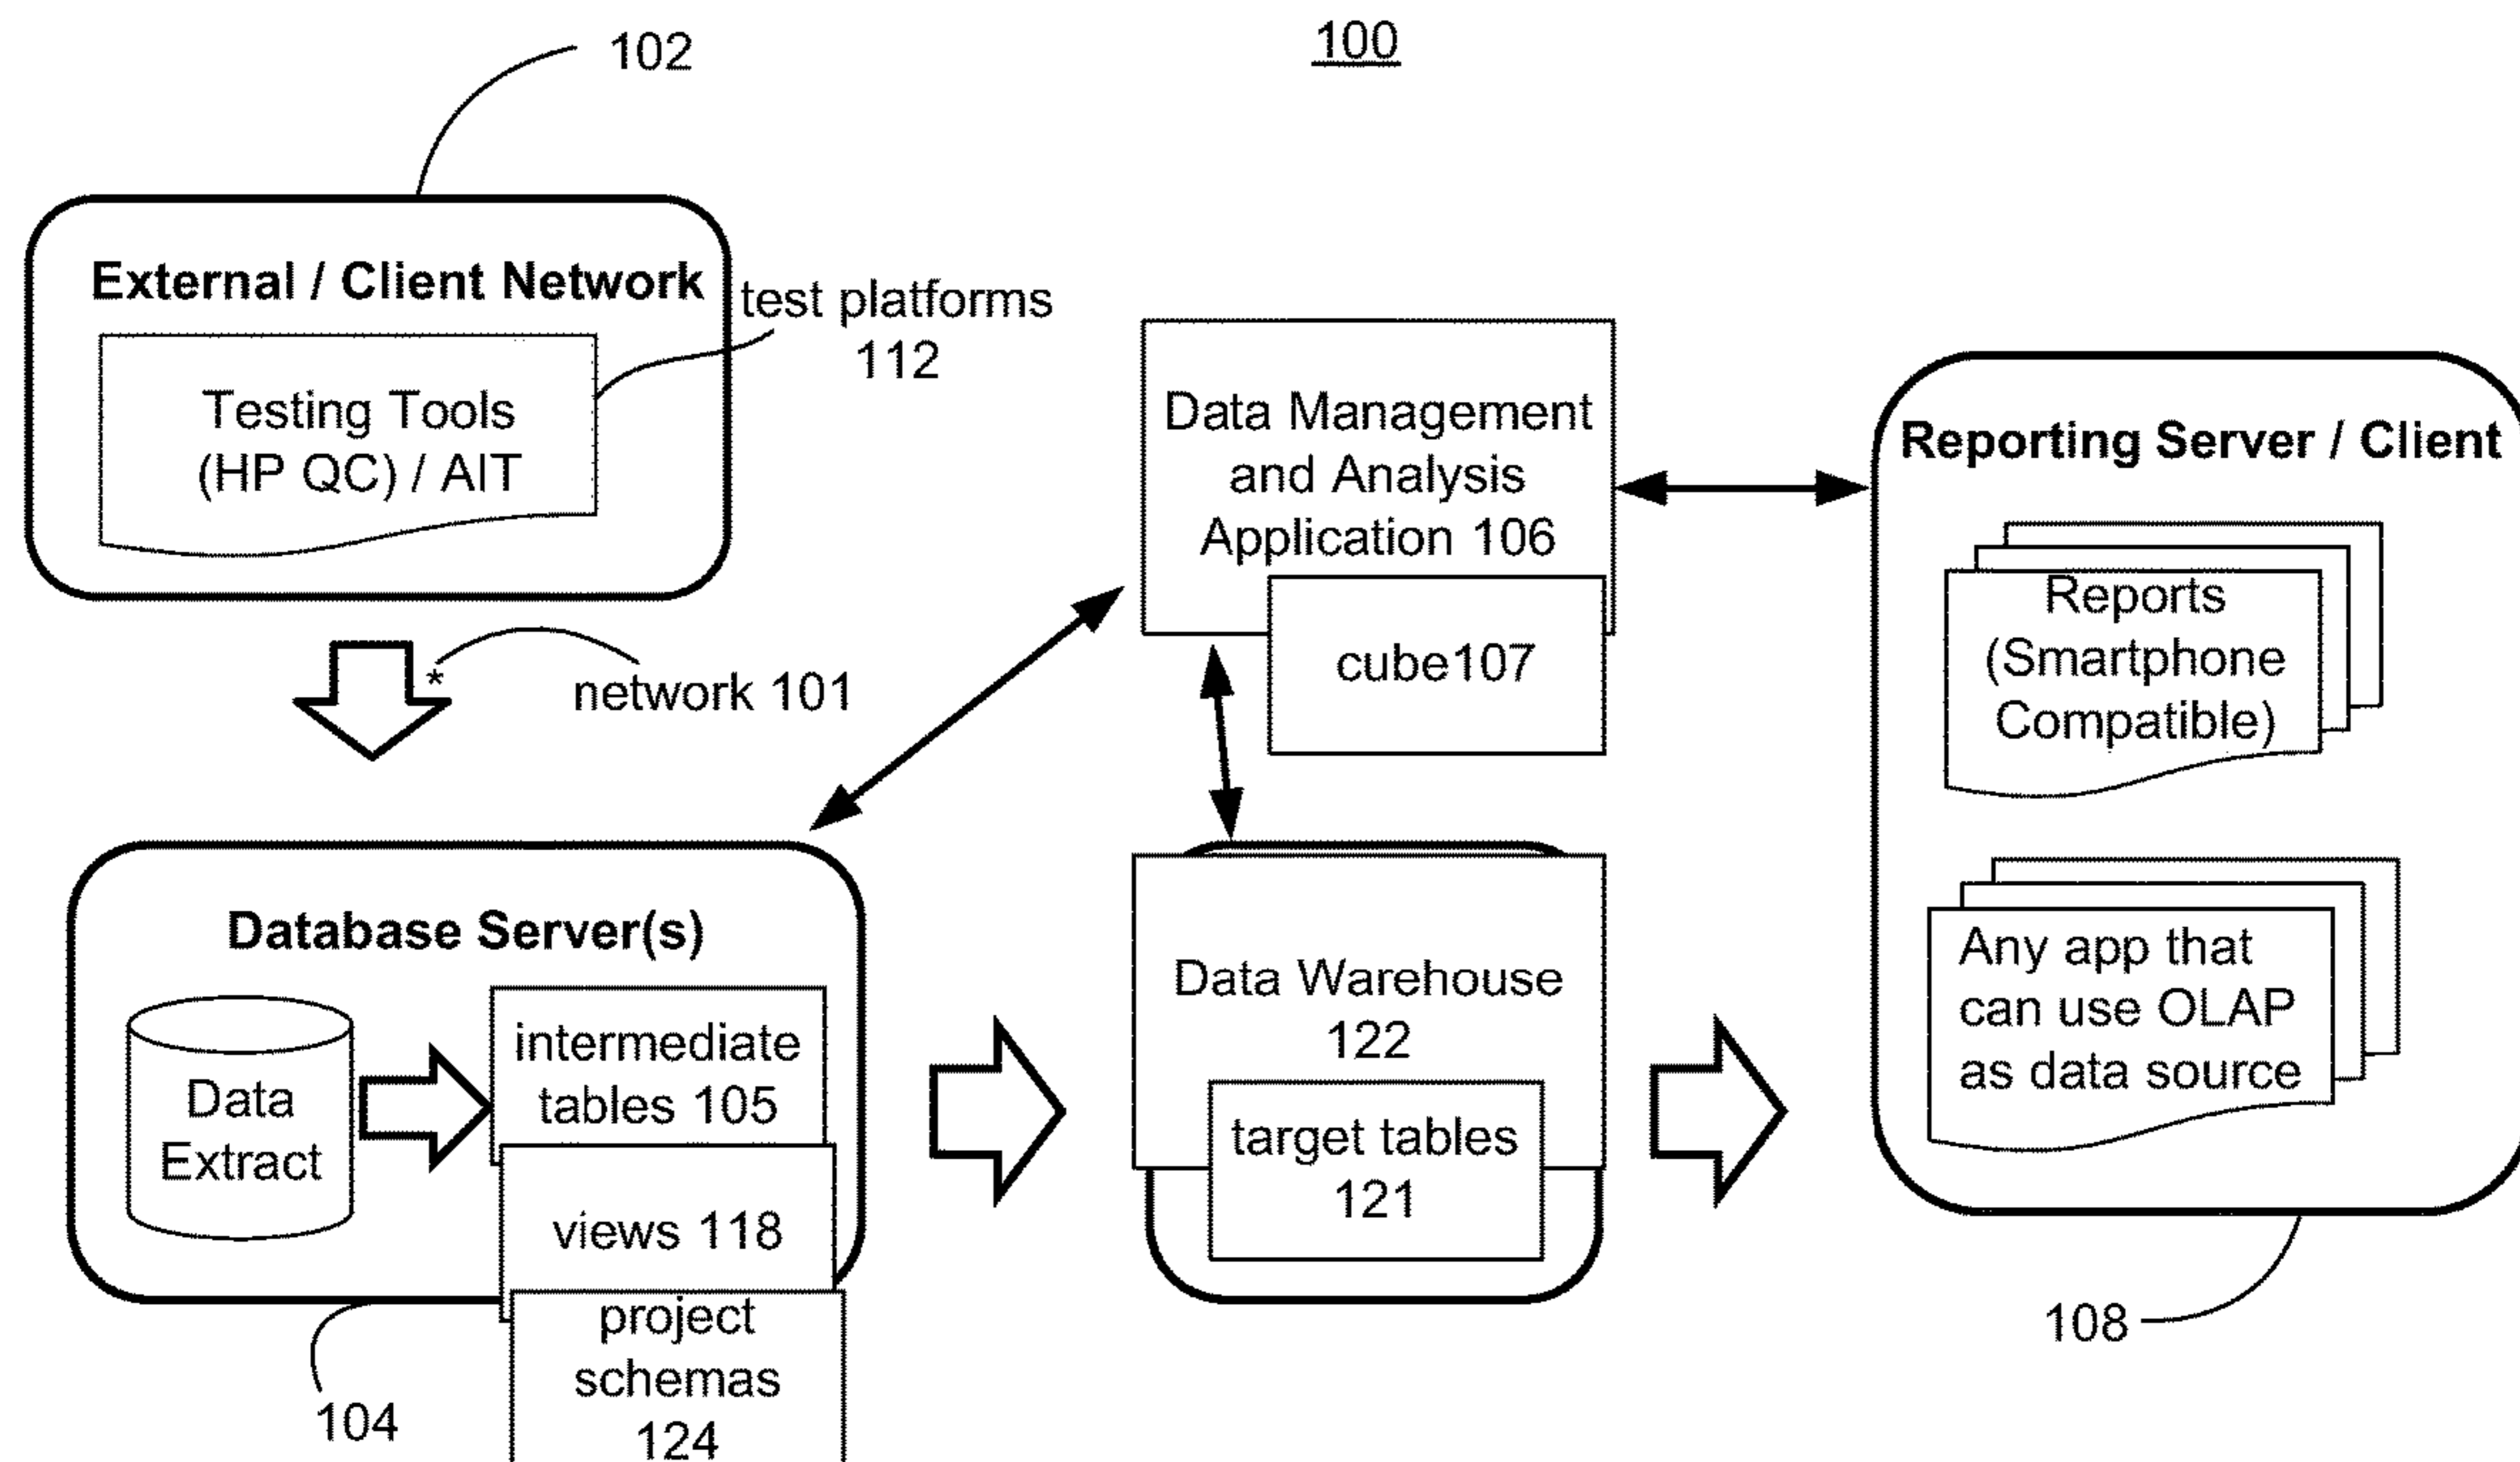 102
100
External / Client Network
test platforms
112
Testing Tools
(HP QC) / AIT
*
network 101
Data Management
and Analysis
Application 106
cube107
Reporting Server / Client
Reports
(Smartphone
Compatible)
Any app that
can use OLAP
as data source
108
Database Server(s)
Data
Extract
intermediate
tables 105
views 118
project
schemas
124
104
Data Warehouse
122
target tables
121